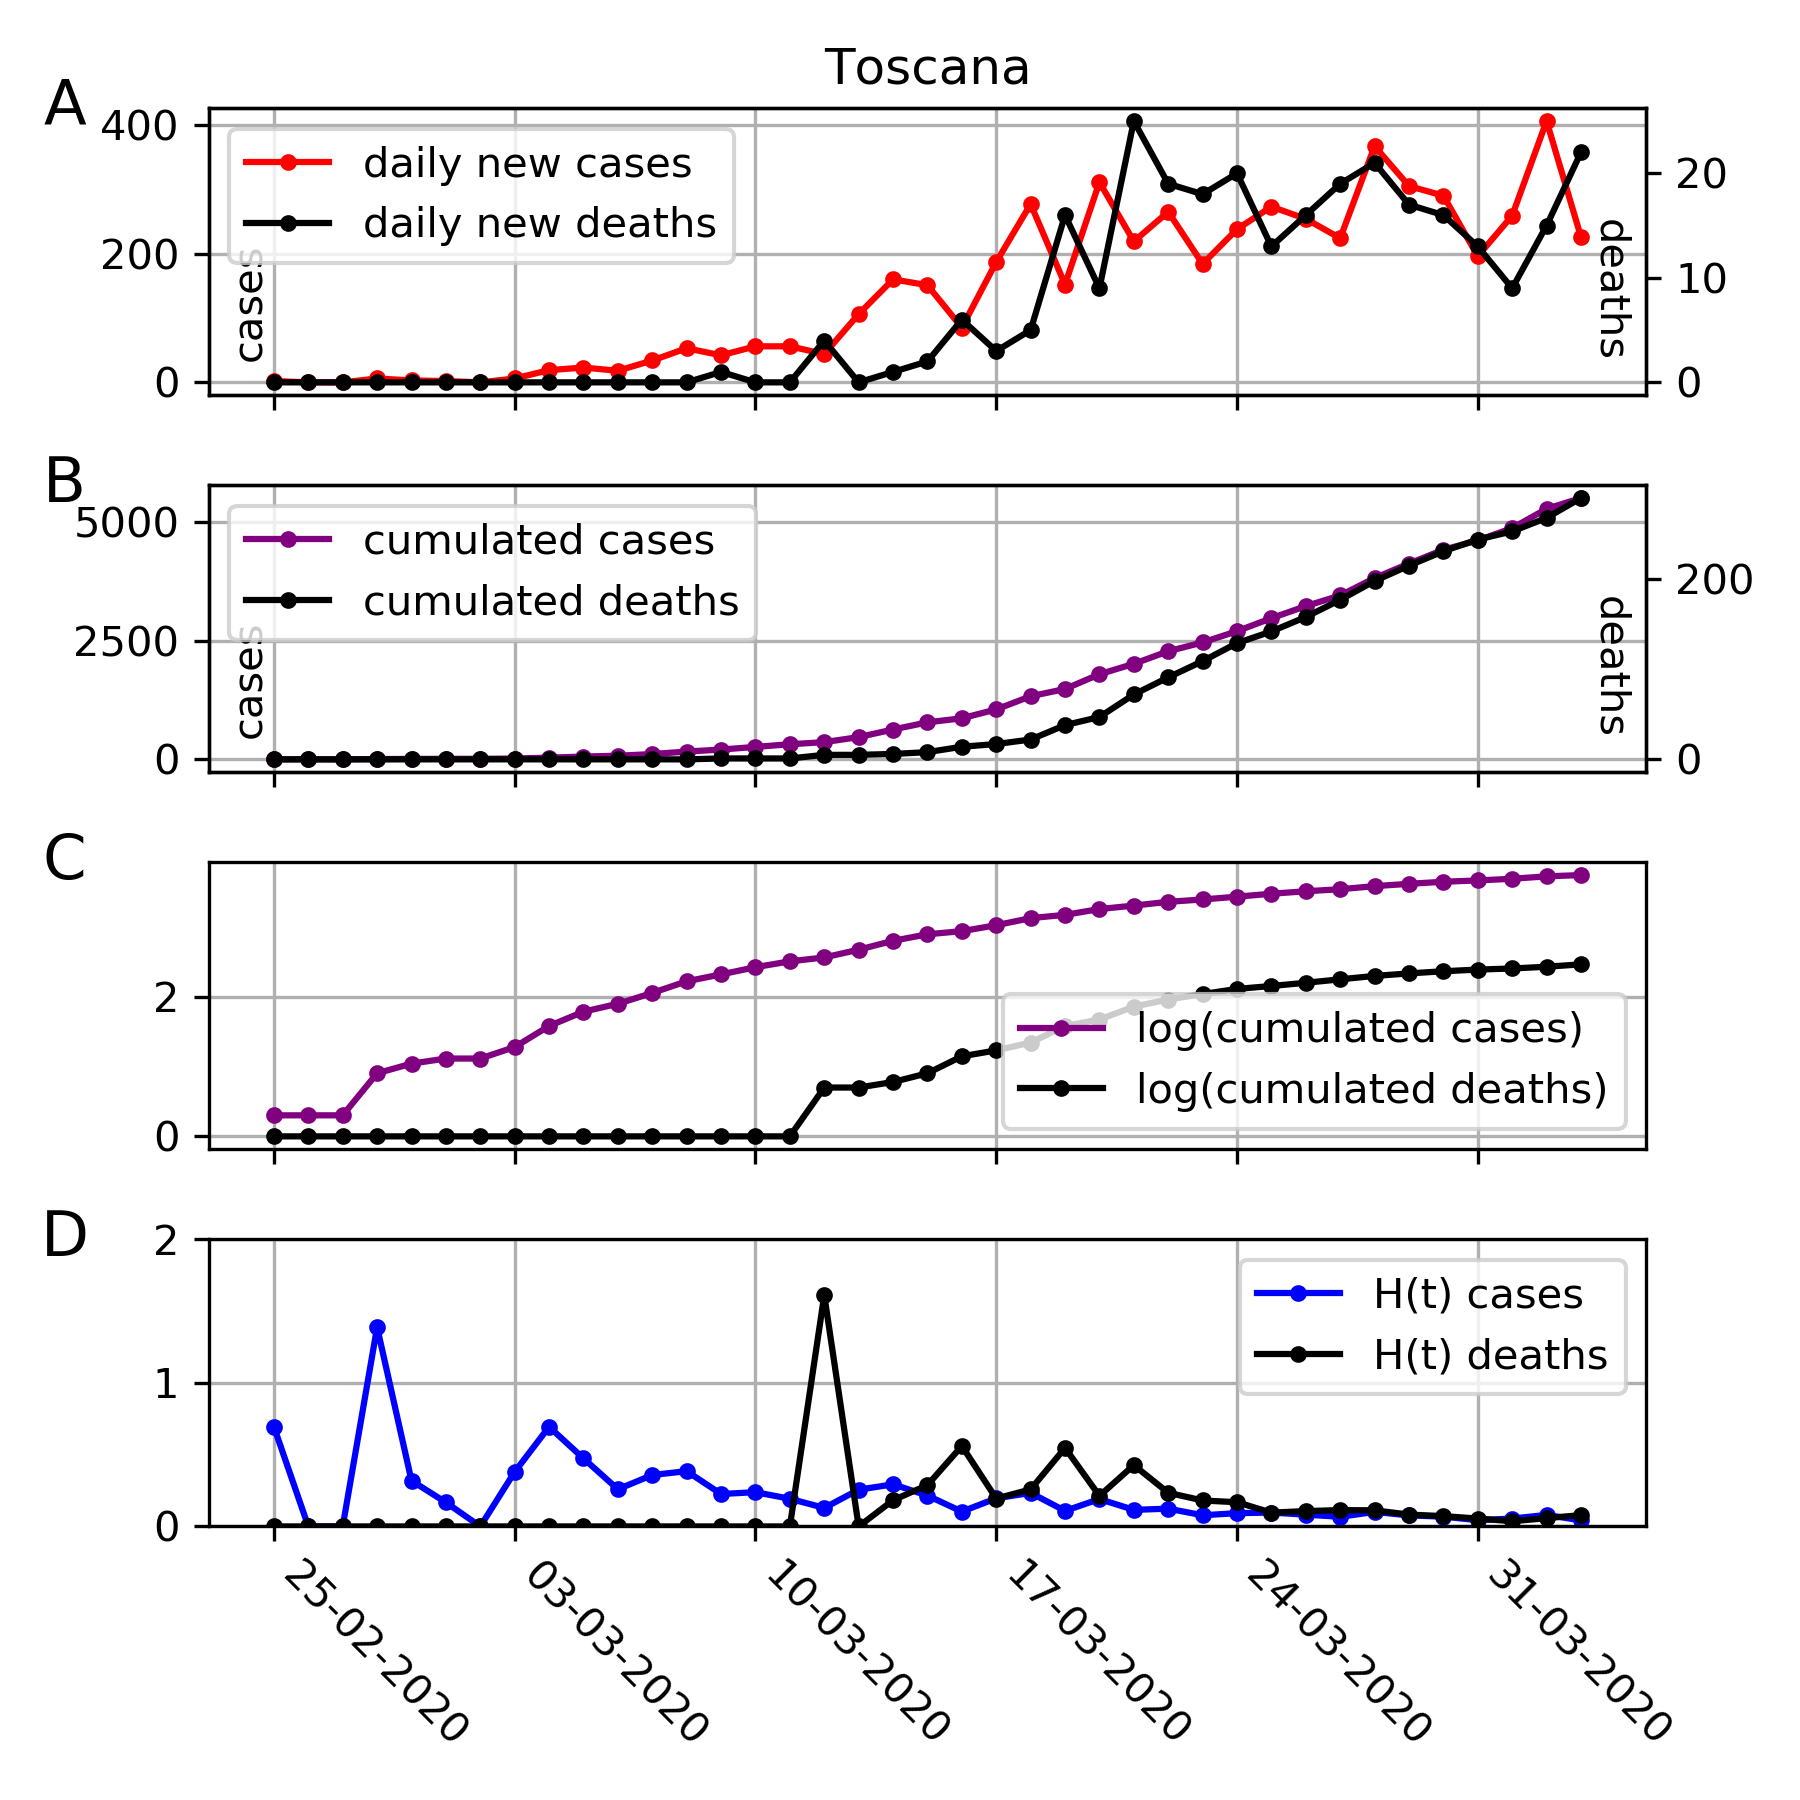 Toscana
A
400
200
0
cases
daily new cases
daily new deaths
20
10
0
deaths
B
5000
2500
0
cases
cumulated cases
cumulated deaths
200
0
deaths
C
2
0
log(cumulated cases)
log(cumulated deaths)
D
2
1
0
H(t) cases
H(t) deaths
25-02-2020
03-03-2020
10-03-2020
17-03-2020
24-03-2020
31-03-2020